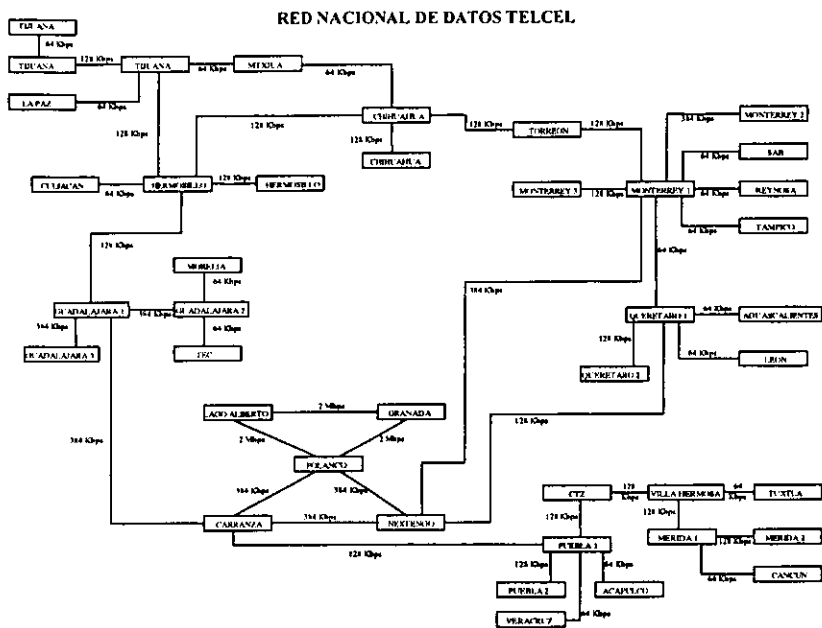 RED NACIONAL DE DATOS TELCEL
TIJUANA
64 Kbps
TIJUANA
128 Kbps
TIJUANA
64 Kbps
64 Kbps
LA PAZ
64 Kbps
128 Kbps
128 Kbps
CHIHUAHUA
128 Kbps
TORREON
128 Kbps
384 Kbps
MONTERREY 2
128 Kbps
CHIHUAHUA
64 Kbps
CULIACAN
64 Kbps
HERMOSILLO
128 Kbps
HERMOSILLO
MONTERREY 3
128 Kbps
MONTERREY 1
64 Kbps
REYNOSA
64 Kbps
TAMPICO
128 Kbps
64 Kbps
MORELIA
64 Kbps
384 Kbps
GUADALAJARA 1
384 Kbps
GUADALAJARA 2
QUERETARO 1
64 Kbps
AGUASCALIENTES
384 Kbps
64 Kbps
128 Kbps
64 Kbps
GUADALAJARA 3
TEC
QUERETARO 2
LEON
LAGO ALBERTO
2 Mbps
GRANADA
384 Kbps
2 Mbps
2 Mbps
128 Kbps
POLANCO
384 Kbps
384 Kbps
CTZ
128 Kbps
VILLA HERMOSA
64 Kbps
TUXTLA
CARRANZA
384 Kbps
NEXTENGO
128 Kbps
128 Kbps
128 Kbps
PUEBLA 1
MERIDA 1
128 Kbps
MERIDA 2
128 Kbps
64 Kbps
64 Kbps
CANCUN
PUEBLA 2
ACAPULCO
VERACRUZ
64 Kbps